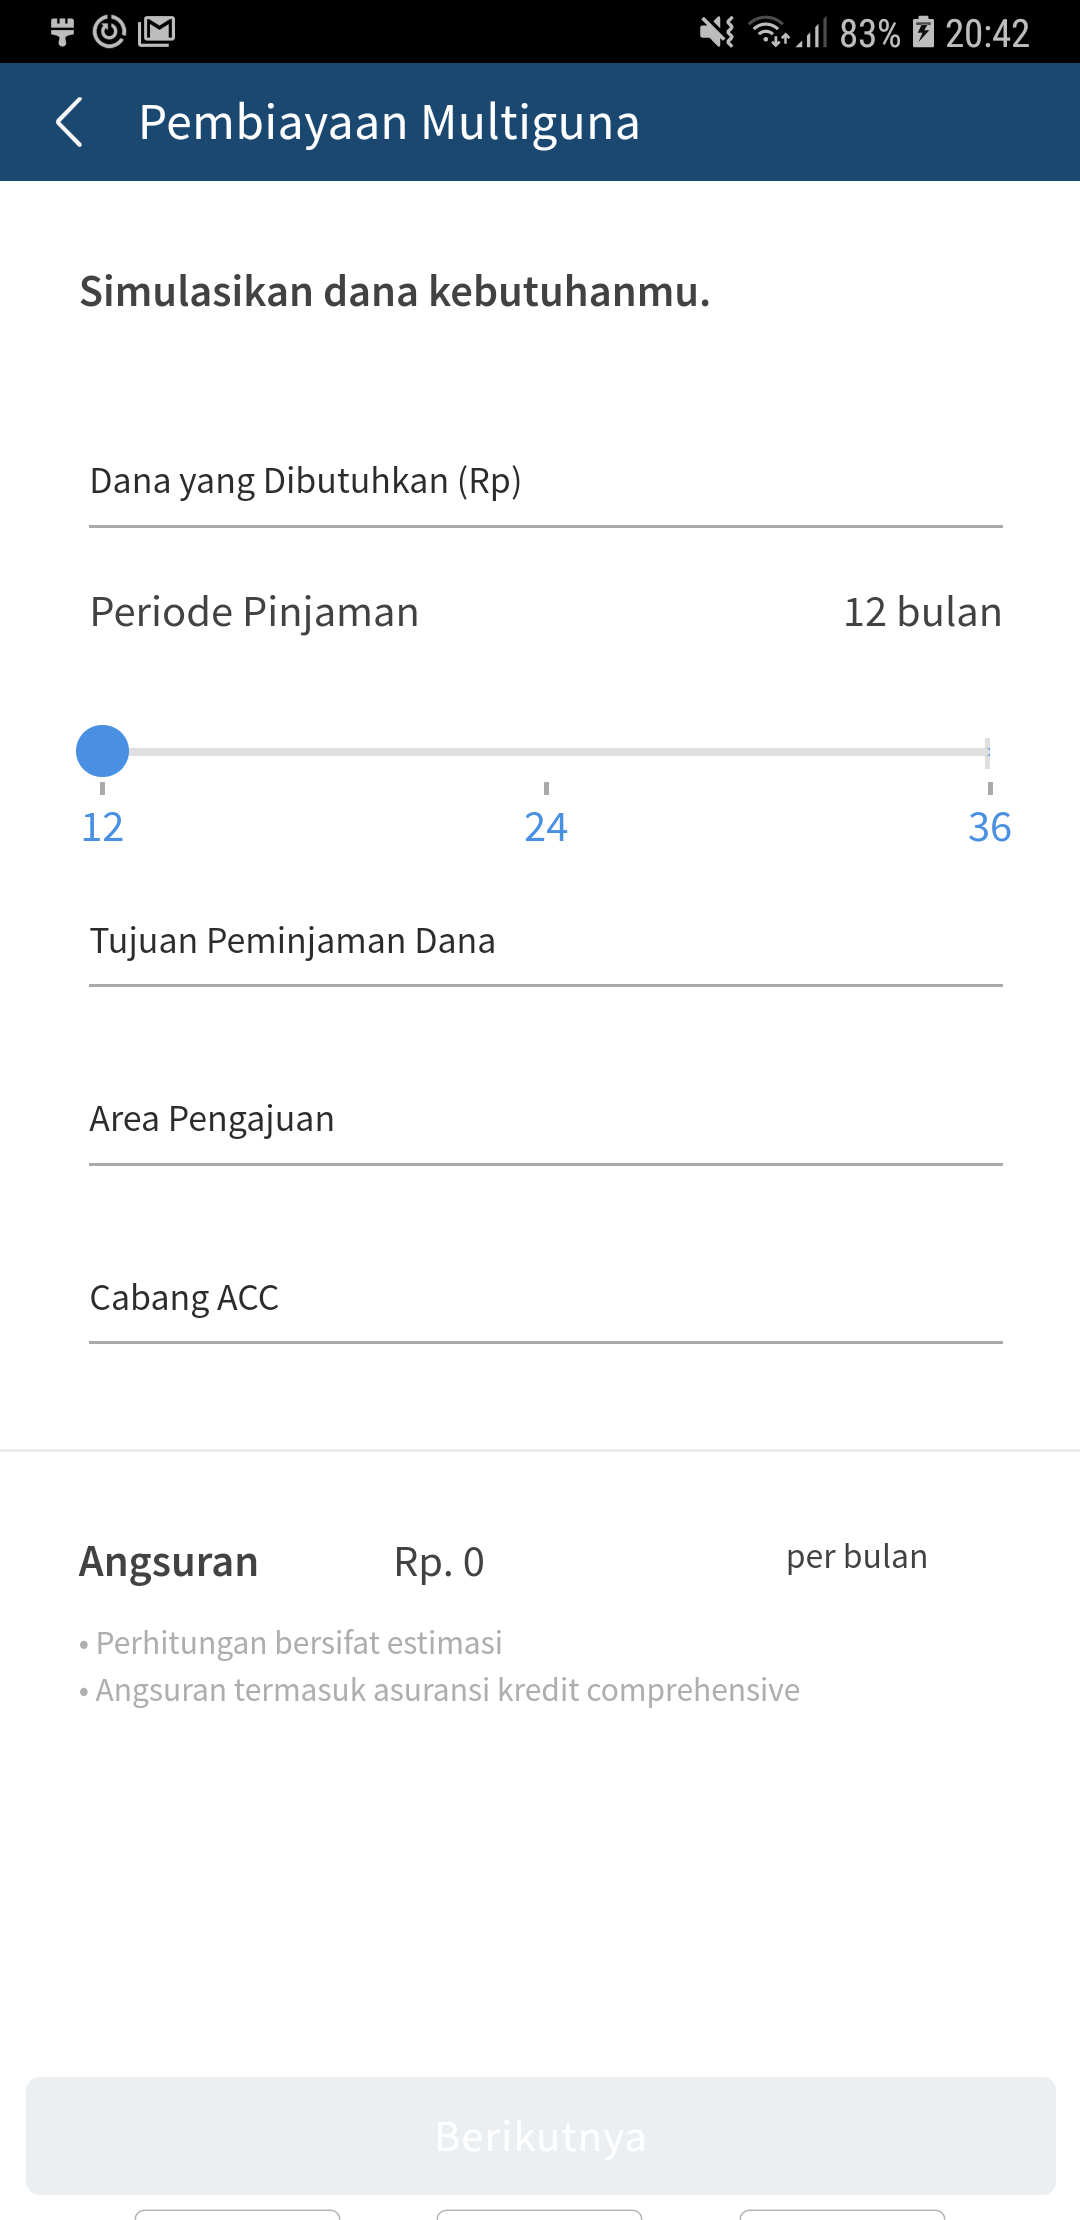 83% 20:42
Pembiayaan Multiguna
Simulasikan dana kebutuhanmu.
Dana yang Dibutuhkan (Rp)
Periode Pinjaman 12 bulan
12 24 36
Tujuan Peminjaman Dana
Area Pengajuan
Cabang ACC
Angsuran Rp. 0 per bulan
• Perhitungan bersifat estimasi
• Angsuran termasuk asuransi kredit comprehensive
Berikutnya